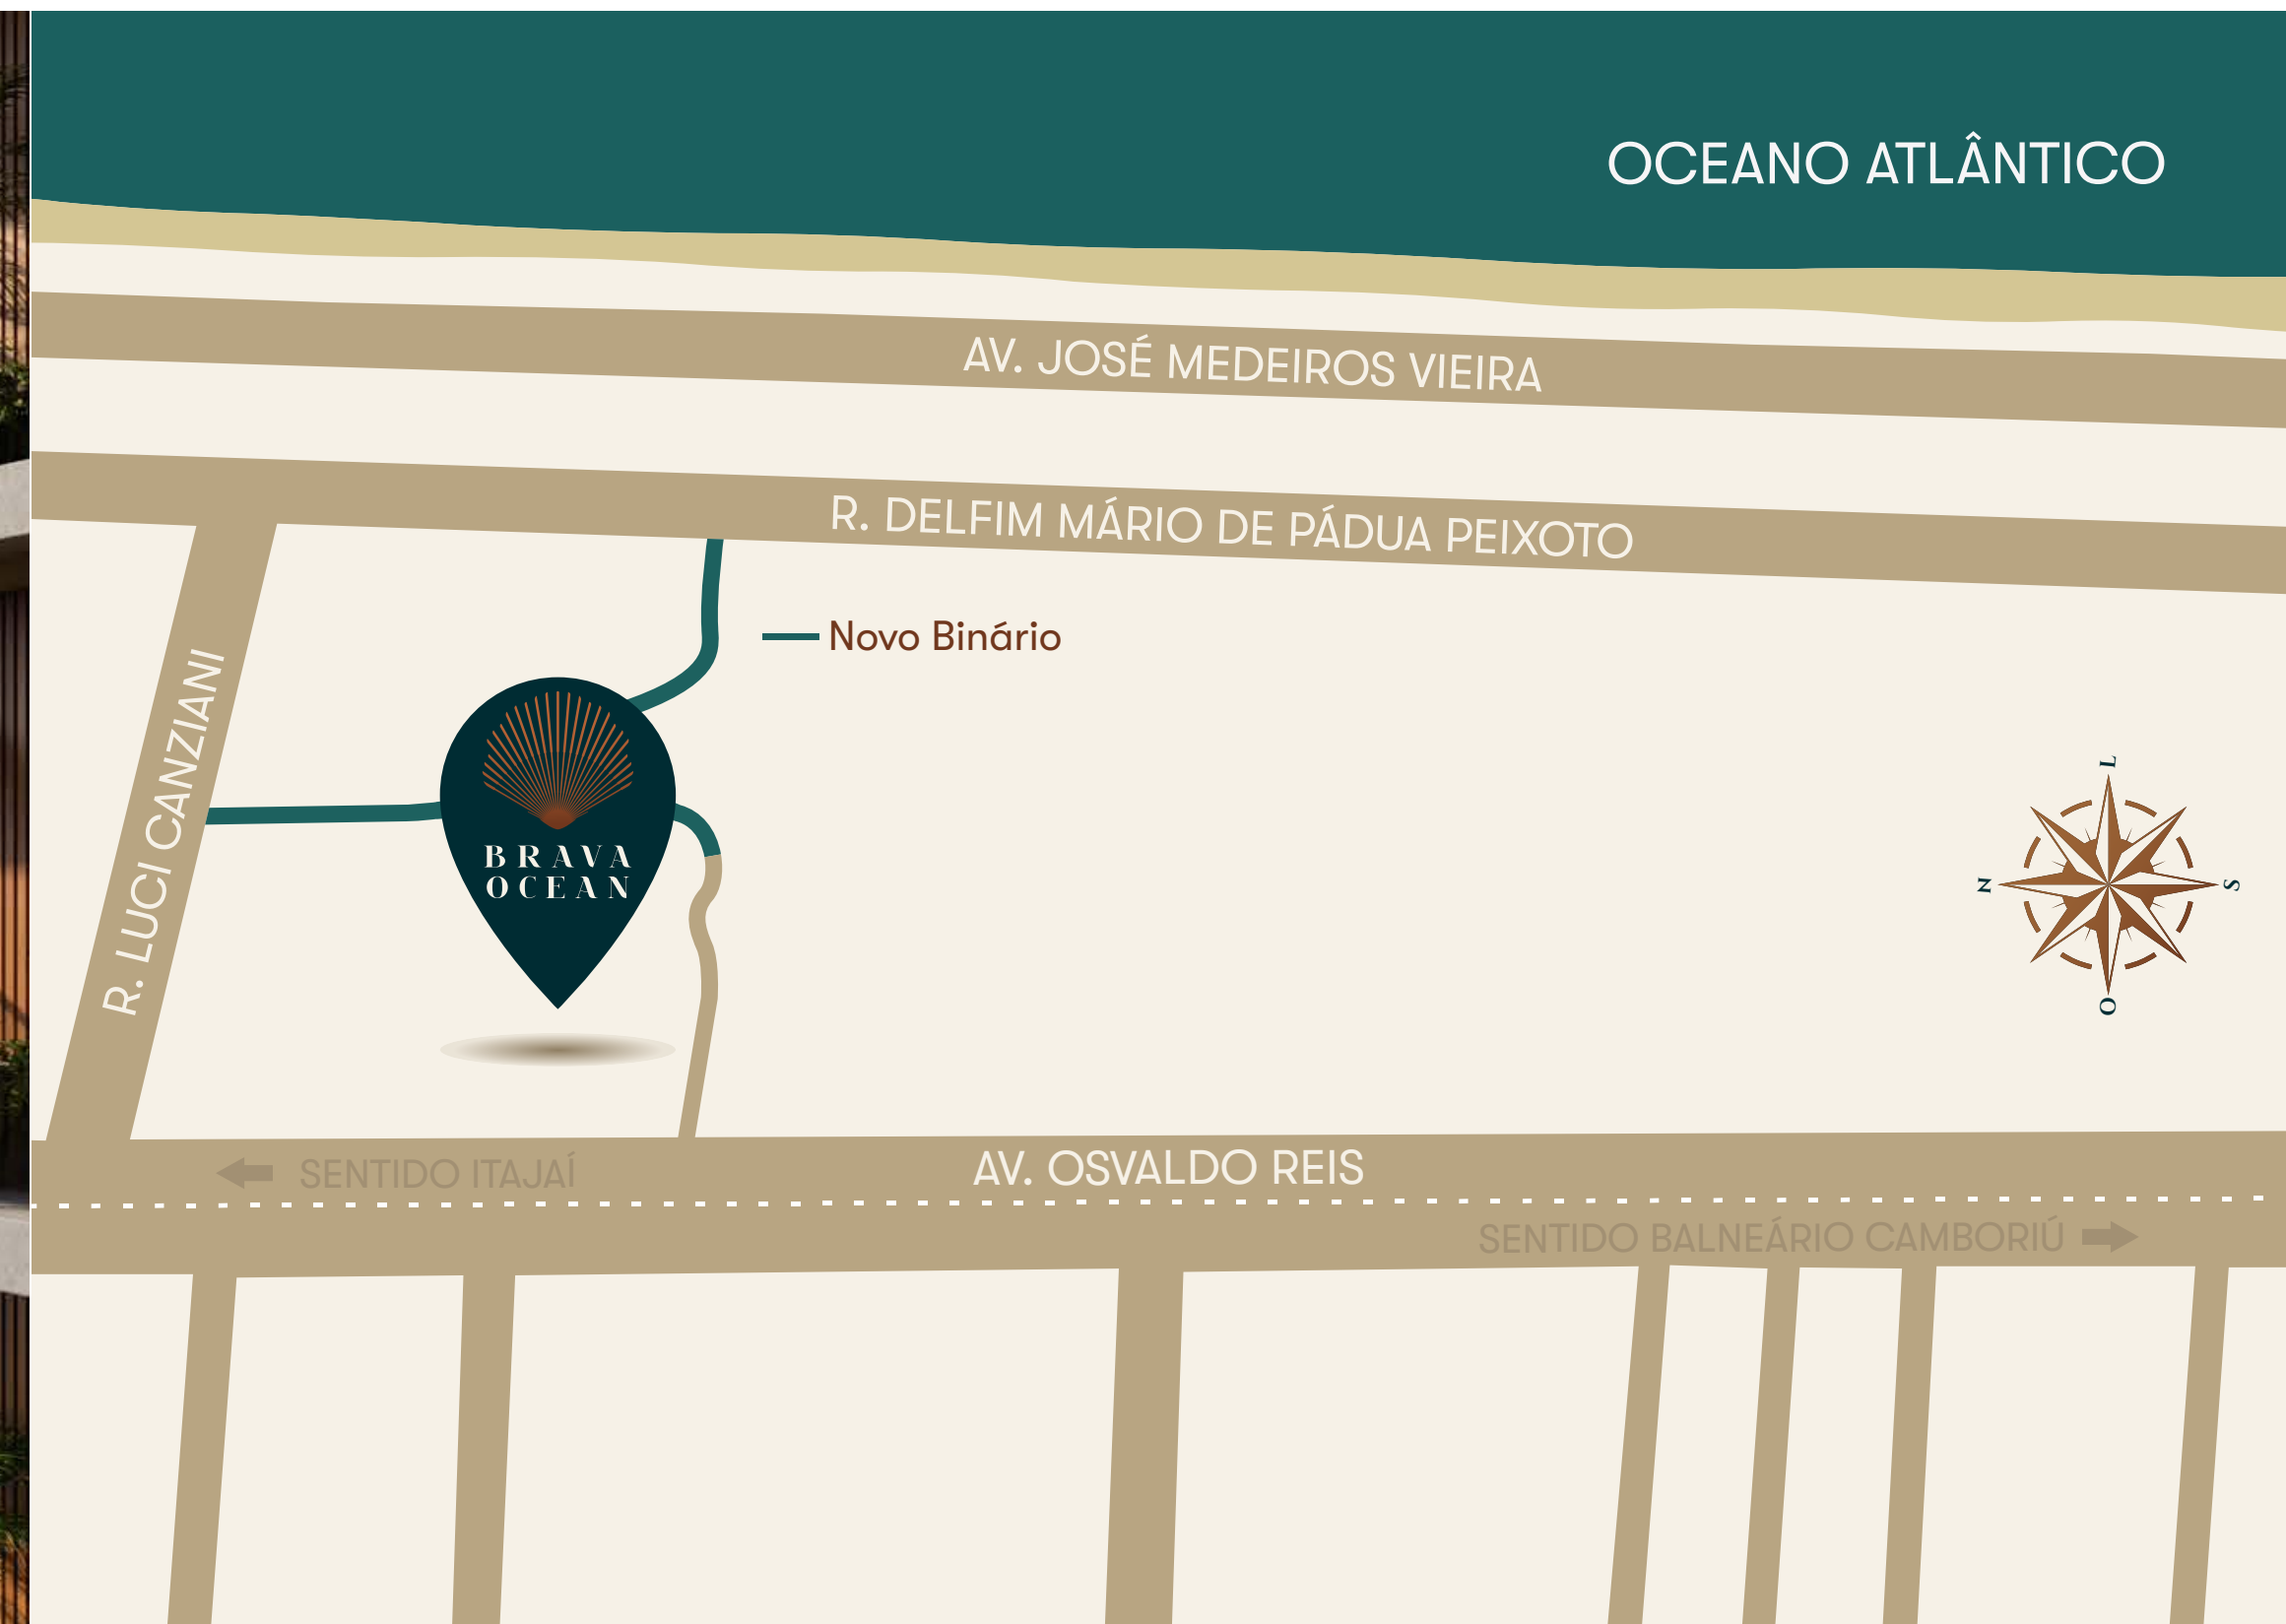 OCEANO ATLÂNTICO
AV. JOSÉ MEDEIROS VIEIRA
R. DELFIM MÁRIO DE PÁDUA PEIXOTO
Novo Binário
R. LUCI CANZIANI
BRAVA
OCEAN
L
N
S
O
AV. OSVALDO REIS
SENTIDO ITAJAÍ
SENTIDO BALNEÁRIO CAMBORIÚ